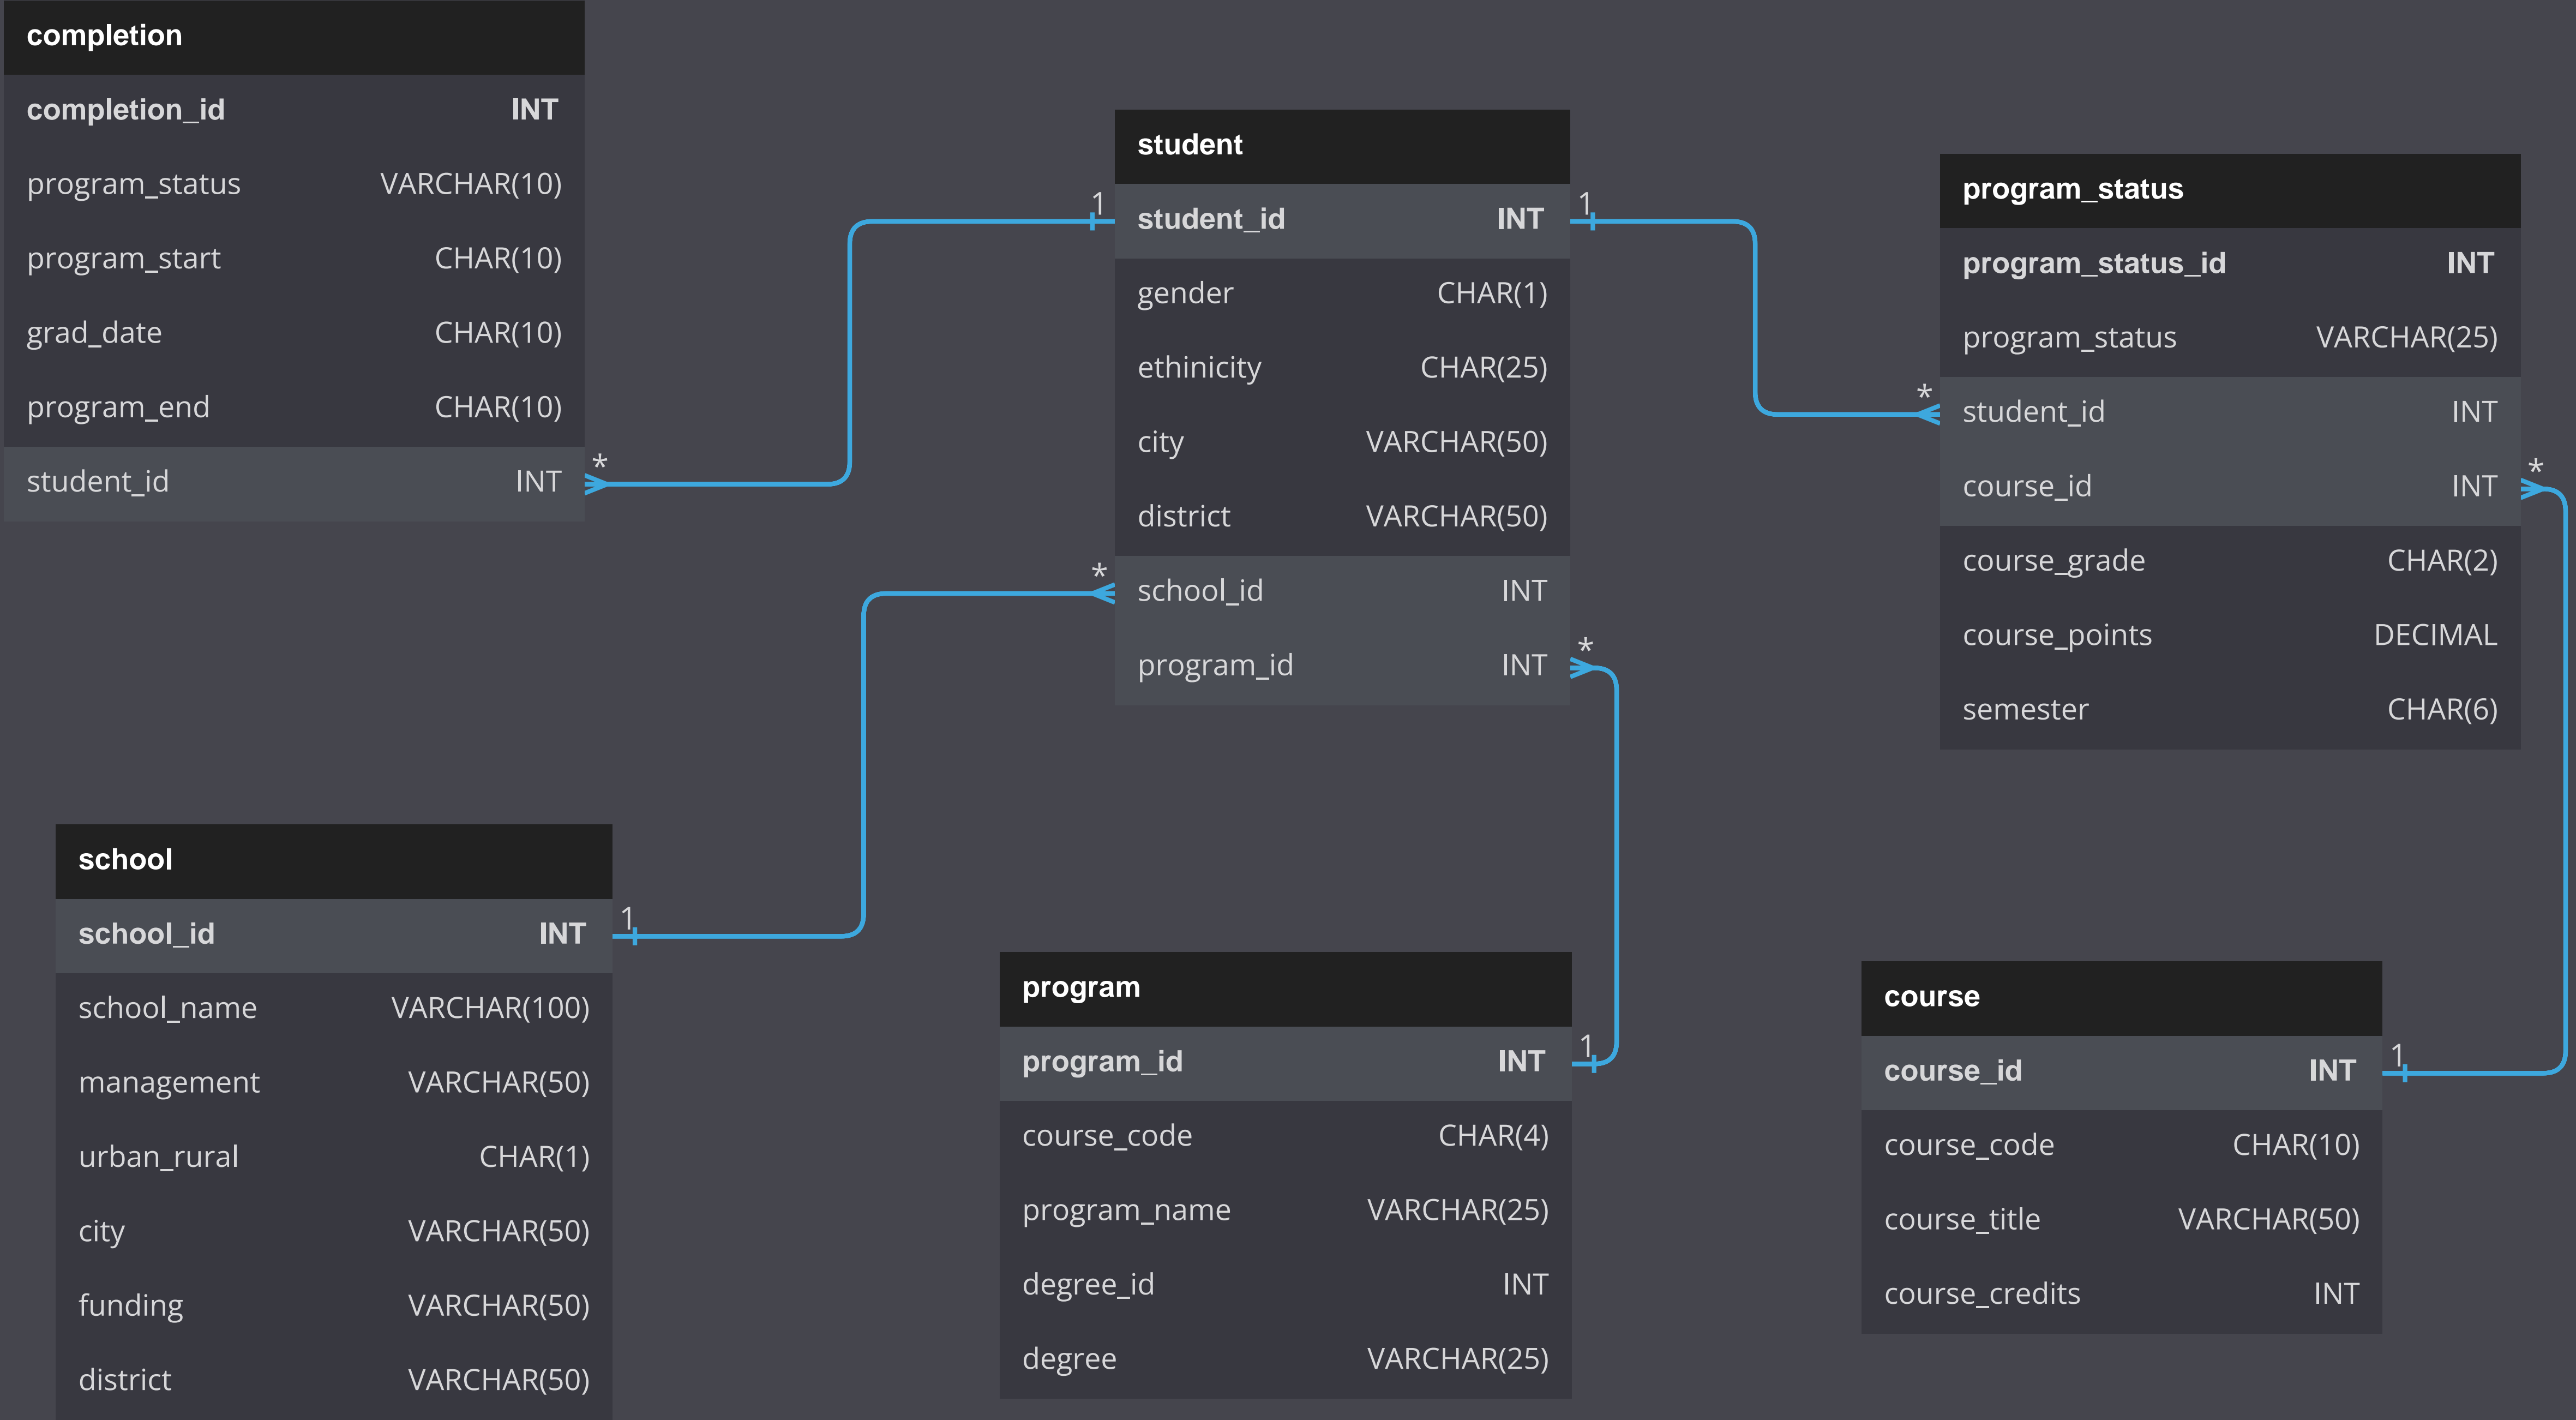 completion
completion_id INT
program_status VARCHAR(10)
program_start CHAR(10)
grad_date CHAR(10)
program_end CHAR(10)
student_id INT
*
1
student
student_id INT
gender CHAR(1)
ethinicity CHAR(25)
city VARCHAR(50)
district VARCHAR(50)
school_id INT
program_id INT
1
*
*
program_status
program_status_id INT
program_status VARCHAR(25)
student_id INT
course_id INT
course_grade CHAR(2)
course_points DECIMAL
semester CHAR(6)
*
*
school
school_id INT
school_name VARCHAR(100)
management VARCHAR(50)
urban_rural CHAR(1)
city VARCHAR(50)
funding VARCHAR(50)
district VARCHAR(50)
1
program
program_id INT
course_code CHAR(4)
program_name VARCHAR(25)
degree_id INT
degree VARCHAR(25)
1
course
course_id INT
course_code CHAR(10)
course_title VARCHAR(50)
course_credits INT
1